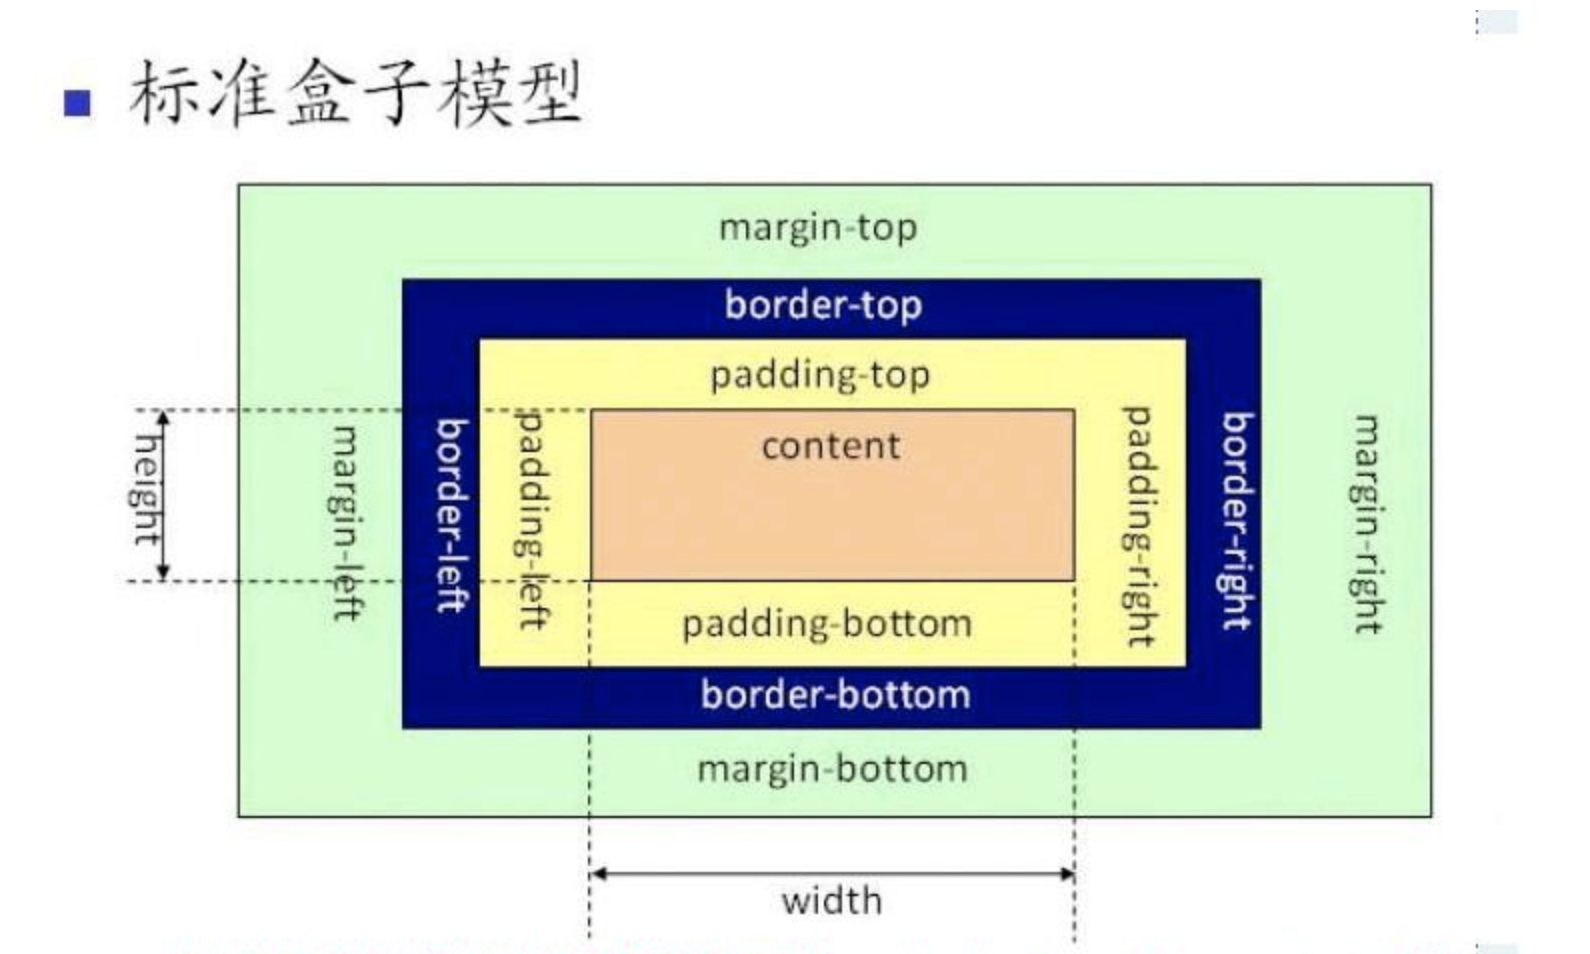 标准盒子模型
margin-top
border-top
padding-top
content
height
margin-left
border-left
padding-left
padding-right
border-right
margin-right
padding-bottom
border-bottom
margin-bottom
width